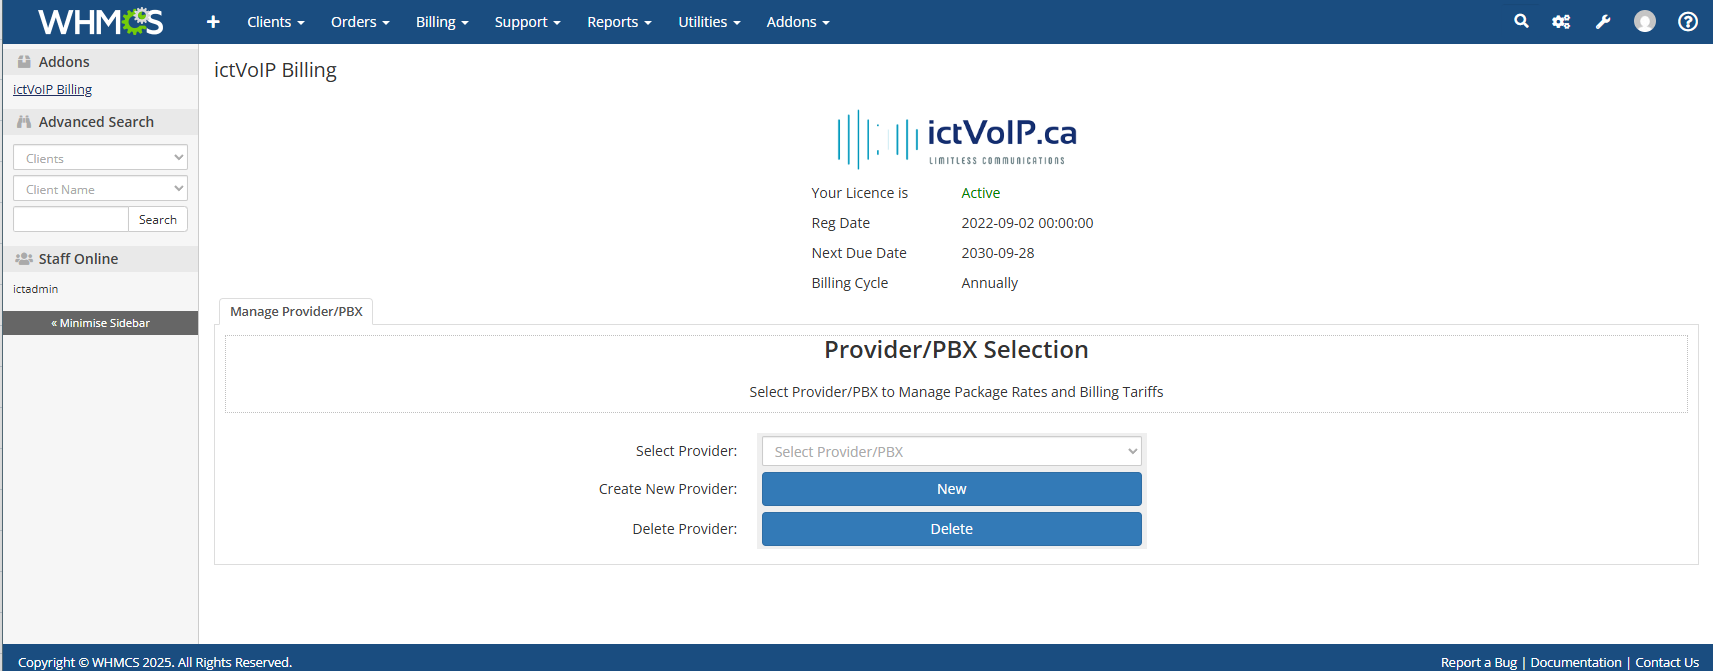 WHMCS
Clients
Orders
Billing
Support
Reports
Utilities
Addons
Addons
ictVoIP Billing
Advanced Search
Clients
Client Name
Search
Staff Online
ictadmin
« Minimise Sidebar
ictVoIP Billing
ictVoIP.ca
LIMITLESS COMMUNICATIONS
Your Licence is Active
Reg Date 2022-09-02 00:00:00
Next Due Date 2030-09-28
Billing Cycle Annually
Manage Provider/PBX
Provider/PBX Selection
Select Provider/PBX to Manage Package Rates and Billing Tariffs
Select Provider: Select Provider/PBX
Create New Provider: New
Delete Provider: Delete
Copyright © WHMCS 2025. All Rights Reserved.
Report a Bug | Documentation | Contact Us